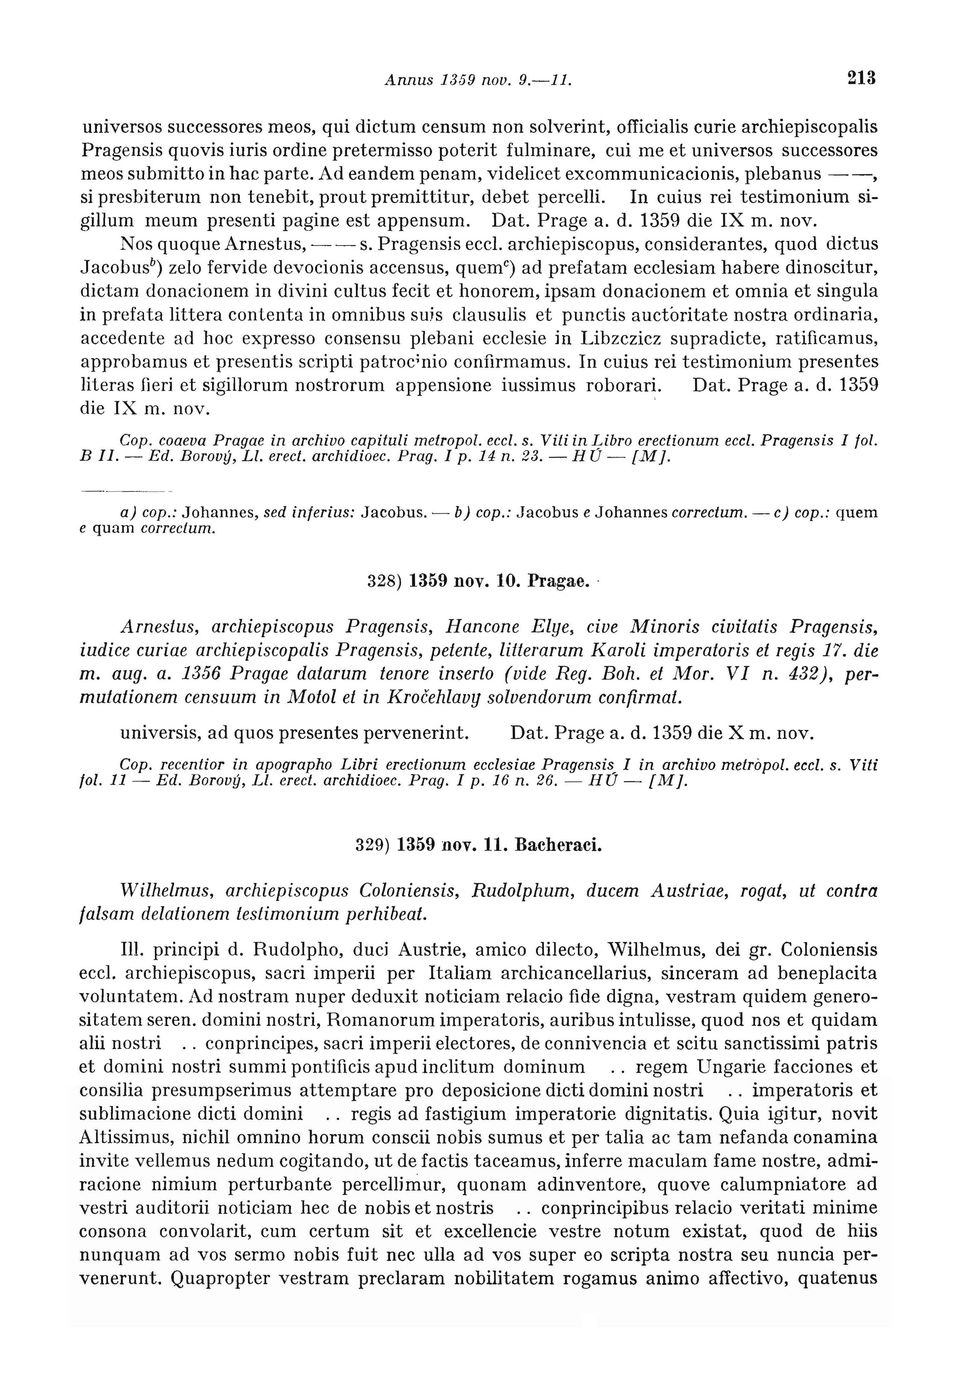 Annus 1359 nov. 9.—11. 213
universos successores meos, qui dictum censum non solverint, officialis curie archiepiscopalis
Pragensis quovis iuris ordine pretermisso poterit fulminare, cui me et universos successores
meos submitto in hac parte. Ad eandem penam, videlicet excommunicacionis, plebanus — —,
si presbiterum non tenebit, prout premittitur, debet percelli. In cuius rei testimonium si-
gillum meum presenti pagine est appensum. Dat. Prage a. d. 1359 die IX m. nov.
Nos quoque Arnestus, — — s. Pragensis eccl. archiepiscopus, considerantes, quod dictus
Jacobusᵇ) zelo fervide devocionis accensus, quemᶜ) ad prefatam ecclesiam habere dinoscitur,
dictam donacionem in divini cultus fecit et honorem, ipsam donacionem et omnia et singula
in prefata littera contenta in omnibus suis clausulis et punctis auctoritate nostra ordinaria,
accedente ad hoc expresso consensu plebani ecclesie in Libzczicz supradicte, ratificamus,
approbamus et presentis scripti patrocinio confirmamus. In cuius rei testimonium presentes
literas fieri et sigillorum nostrorum appensione iussimus roborari. Dat. Prage a. d. 1359
die IX m. nov.
Cop. coaeva Pragae in archivo capituli metropol. eccl. s. Viti in Libro erectionum eccl. Pragensis I fol.
B II. — Ed. Borový, Ll. erect. archidioec. Prag. I p. 14 n. 23. — HÚ — [M].
a) cop.: Johannes, sed inferius: Jacobus. — b) cop.: Jacobus e Johannes correctum. — c) cop.: quem
e quam correctum.
328) 1359 nov. 10. Pragae.
Arnestus, archiepiscopus Pragensis, Hancone Elye, cive Minoris civitatis Pragensis,
iudice curiae archiepiscopalis Pragensis, petente, litterarum Karoli imperatoris et regis 17. die
m. aug. a. 1356 Pragae datarum tenore inserto (vide Reg. Boh. et Mor. VI n. 432), per-
mutationem censuum in Motol et in Kročehlavy solvendorum confirmat.
universis, ad quos presentes pervenerint. Dat. Prage a. d. 1359 die X m. nov.
Cop. recentior in apographo Libri erectionum ecclesiae Pragensis I in archivo metropol. eccl. s. Viti
fol. 11 — Ed. Borový, Ll. erect. archidioec. Prag. I p. 16 n. 26. — HÚ — [M].
329) 1359 nov. 11. Bacheraci.
Wilhelmus, archiepiscopus Coloniensis, Rudolphum, ducem Austriae, rogat, ut contra
falsam delationem testimonium perhibeat.
Ill. principi d. Rudolpho, duci Austrie, amico dilecto, Wilhelmus, dei gr. Coloniensis
eccl. archiepiscopus, sacri imperii per Italiam archicancellarius, sinceram ad beneplacita
voluntatem. Ad nostram nuper deduxit noticiam relacio fide digna, vestram quidem genero-
sitatem seren. domini nostri, Romanorum imperatoris, auribus intulisse, quod nos et quidam
alii nostri . . conprincipes, sacri imperii electores, de connivencia et scitu sanctissimi patris
et domini nostri summi pontificis apud inclitum dominum . . regem Ungarie facciones et
consilia presumpserimus attemptare pro deposicione dicti domini nostri . . imperatoris et
sublimacione dicti domini . . regis ad fastigium imperatorie dignitatis. Quia igitur, novit
Altissimus, nichil omnino horum conscii nobis sumus et per talia ac tam nefanda conamina
invite vellemus nedum cogitando, ut de factis taceamus, inferre maculam fame nostre, admi-
racione nimium perturbante percellimur, quonam adinventore, quove calumpniatore ad
vestri auditorii noticiam hec de nobis et nostris . . conprincipibus relacio veritati minime
consona convolarit, cum certum sit et excellencie vestre notum existat, quod de hiis
nunquam ad vos sermo nobis fuit nec ulla ad vos super eo scripta nostra seu nuncia per-
venerunt. Quapropter vestram preclaram nobilitatem rogamus animo affectivo, quatenus